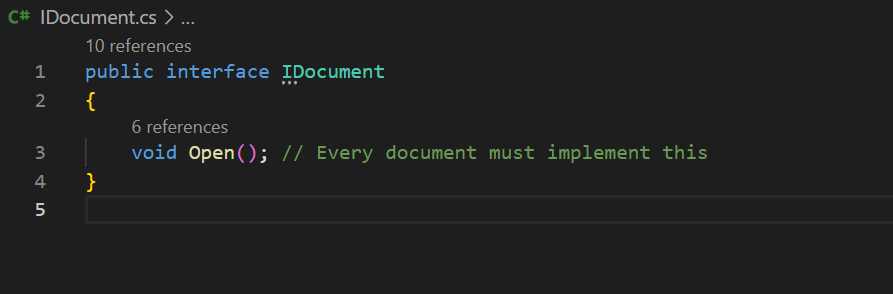 C# IDocument.cs > ...
10 references
1 public interface IDocument
2 {
6 references
3 void Open(); // Every document must implement this
4 }
5